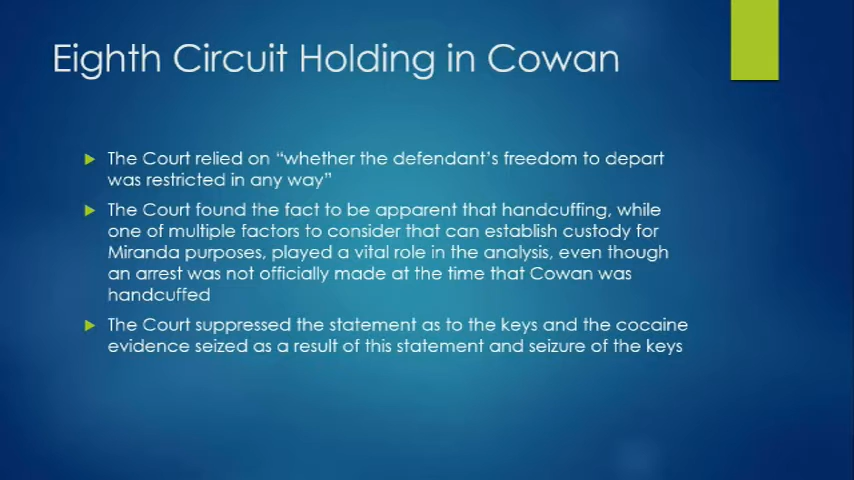 Eighth Circuit Holding in Cowan
The Court relied on “whether the defendant’s freedom to depart
was restricted in any way”
The Court found the fact to be apparent that handcuffing, while
one of multiple factors to consider that can establish custody for
Miranda purposes, played a vital role in the analysis, even though
an arrest was not officially made at the time that Cowan was
handcuffed
The Court suppressed the statement as to the keys and the cocaine
evidence seized as a result of this statement and seizure of the keys